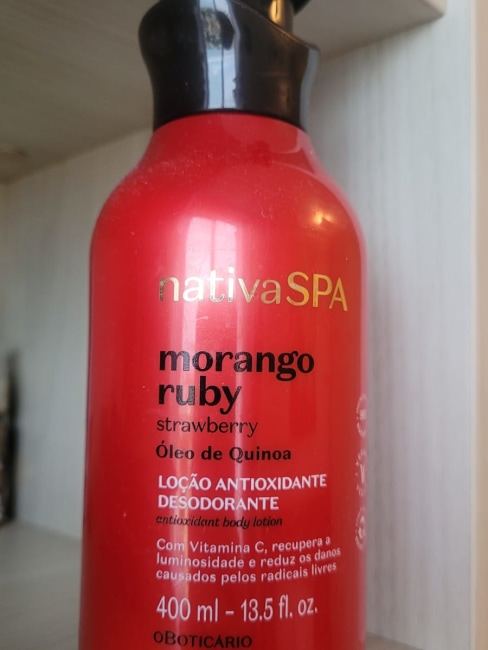 nativaSPA
morango
ruby
strawberry
Óleo de Quinoa
LOÇÃO ANTIOXIDANTE
DESODORANTE
antioxidant body lotion
Com Vitamina C, recupera a
luminosidade e reduz os danos
causados pelos radicais livres
400 ml – 13.5 fl. oz.
oBOTICÁRIO